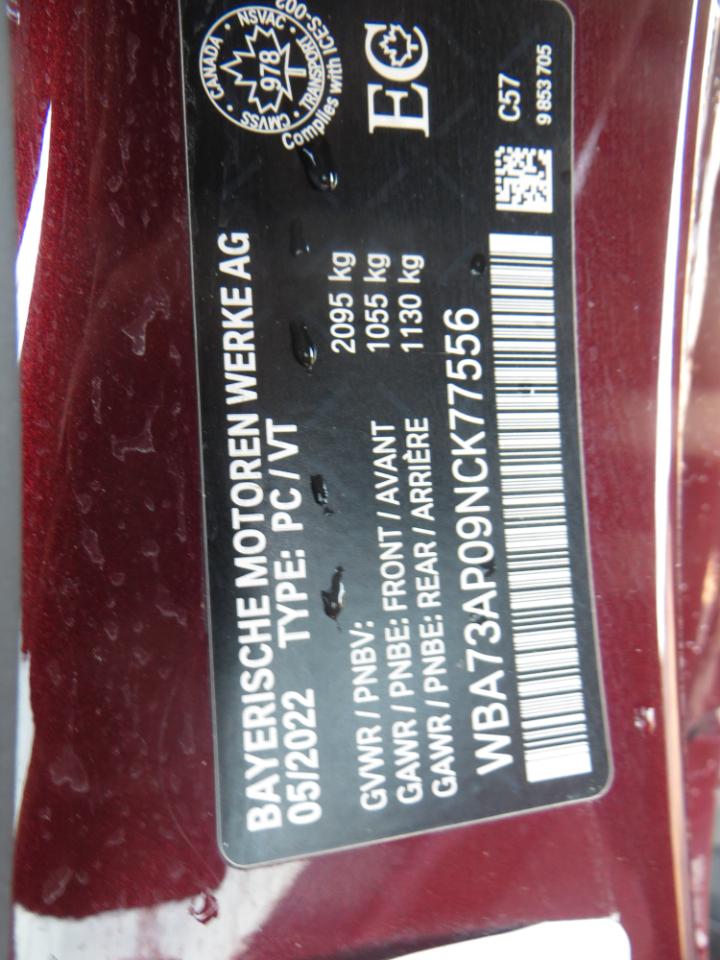 BAYERISCHE MOTOREN WERKE AG
05/2022 TYPE: PC / VT
GVWR / PNBV: 2095 kg
GAWR / PNBE: FRONT / AVANT 1055 kg
GAWR / PNBE: REAR / ARRIÈRE 1130 kg
WBA73AP09NCK77556
CANADA • NSVAC • TRANSPORT • CMVSS •
978
Complies with ICES-002
EC
C57
9 853 705